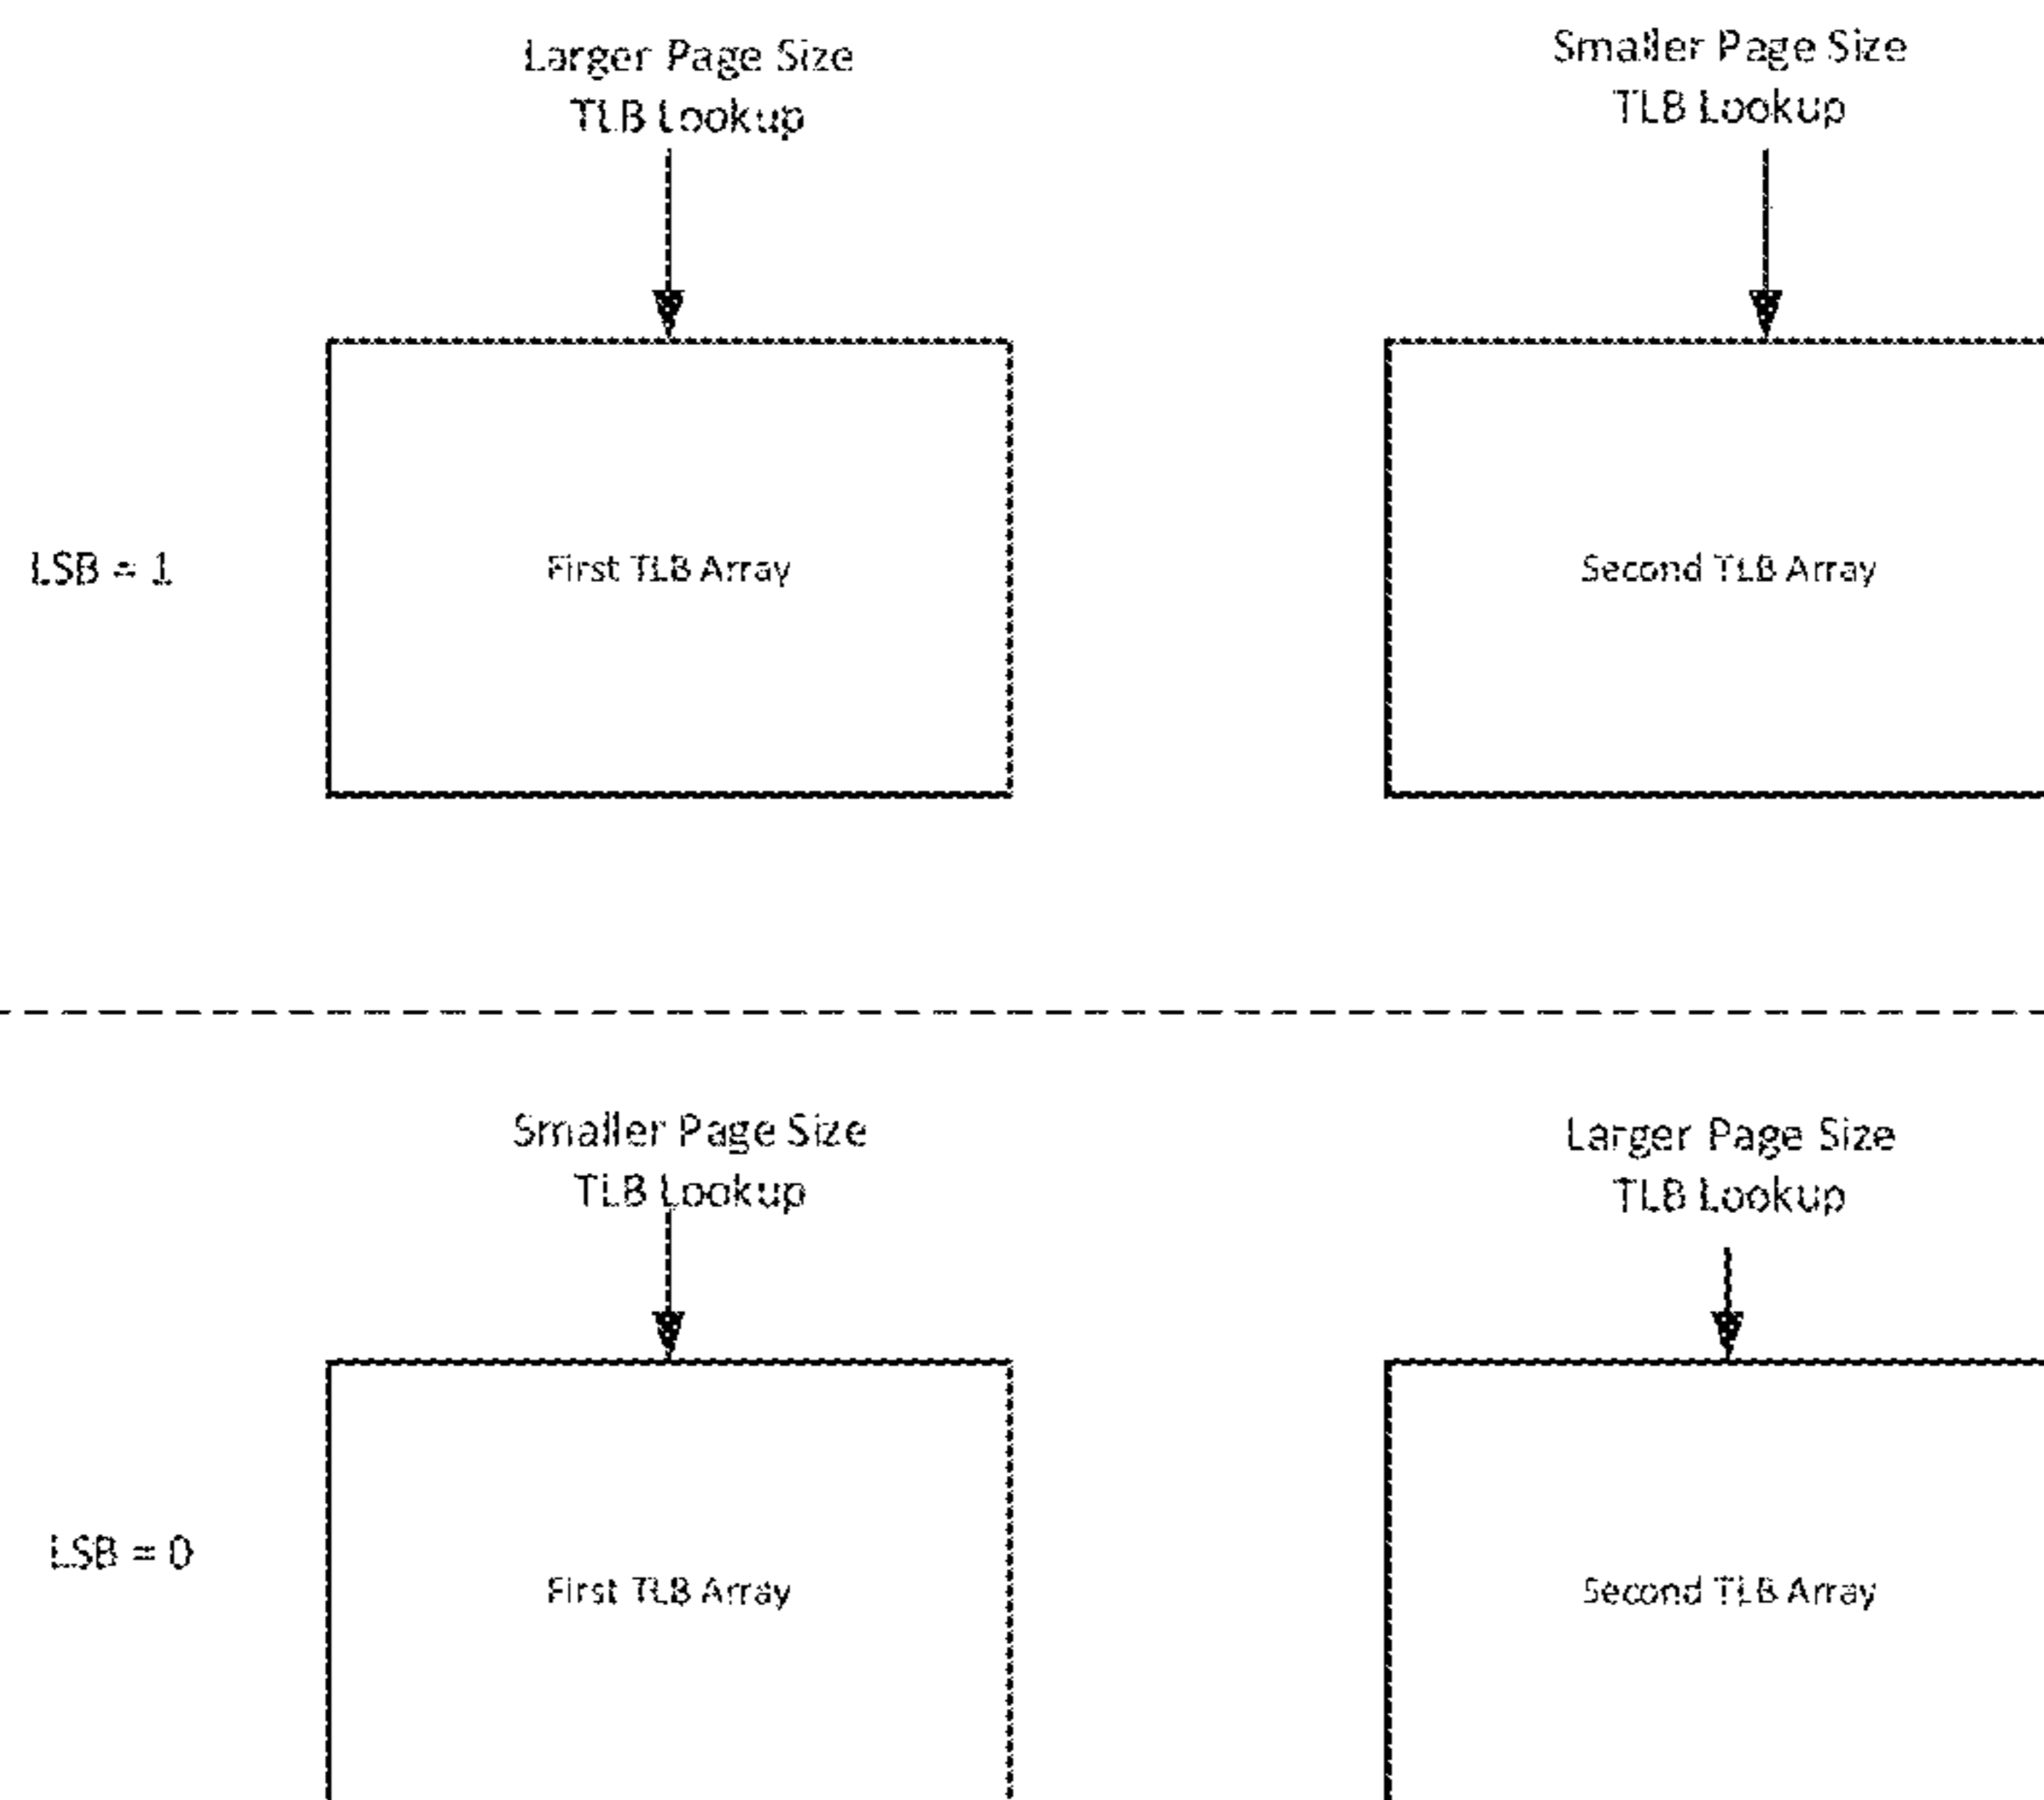 Larger Page Size
TLB Lookup
Smaller Page Size
TLB Lookup
LSB = 1
First TLB Array
Second TLB Array
Smaller Page Size
TLB Lookup
Larger Page Size
TLB Lookup
LSB = 0
First TLB Array
Second TLB Array